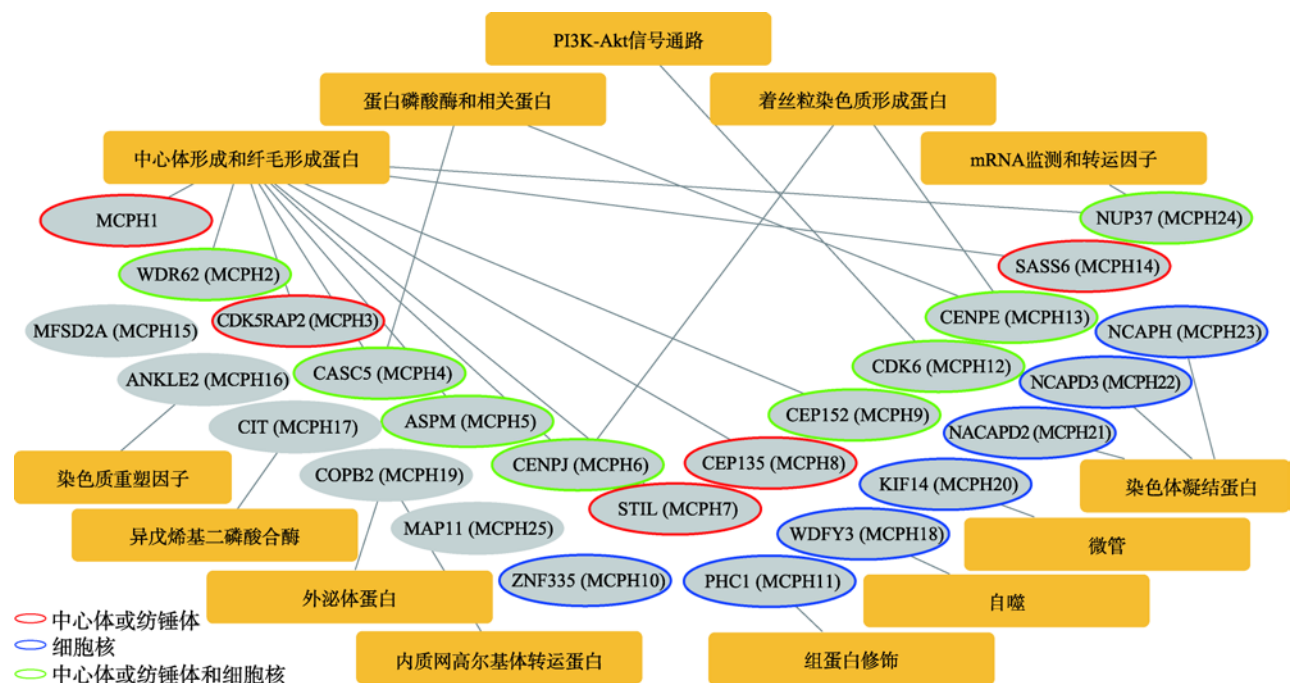 PI3K-Akt信号通路
蛋白磷酸酶和相关蛋白
着丝粒染色质形成蛋白
中心体形成和纤毛形成蛋白
mRNA监测和转运因子
MCPH1
NUP37 (MCPH24)
WDR62 (MCPH2)
SASS6 (MCPH14)
CDK5RAP2 (MCPH3)
CENPE (MCPH13)
MFSD2A (MCPH15)
NCAPH (MCPH23)
CASC5 (MCPH4)
CDK6 (MCPH12)
ANKLE2 (MCPH16)
NCAPD3 (MCPH22)
ASPM (MCPH5)
CEP152 (MCPH9)
CIT (MCPH17)
NACAPD2 (MCPH21)
CENPJ (MCPH6)
CEP135 (MCPH8)
COPB2 (MCPH19)
KIF14 (MCPH20)
染色质重塑因子
染色体凝结蛋白
STIL (MCPH7)
MAP11 (MCPH25)
WDFY3 (MCPH18)
异戊烯基二磷酸合酶
微管
ZNF335 (MCPH10)
PHC1 (MCPH11)
外泌体蛋白
自噬
中心体或纺锤体
细胞核
中心体或纺锤体和细胞核
内质网高尔基体转运蛋白
组蛋白修饰